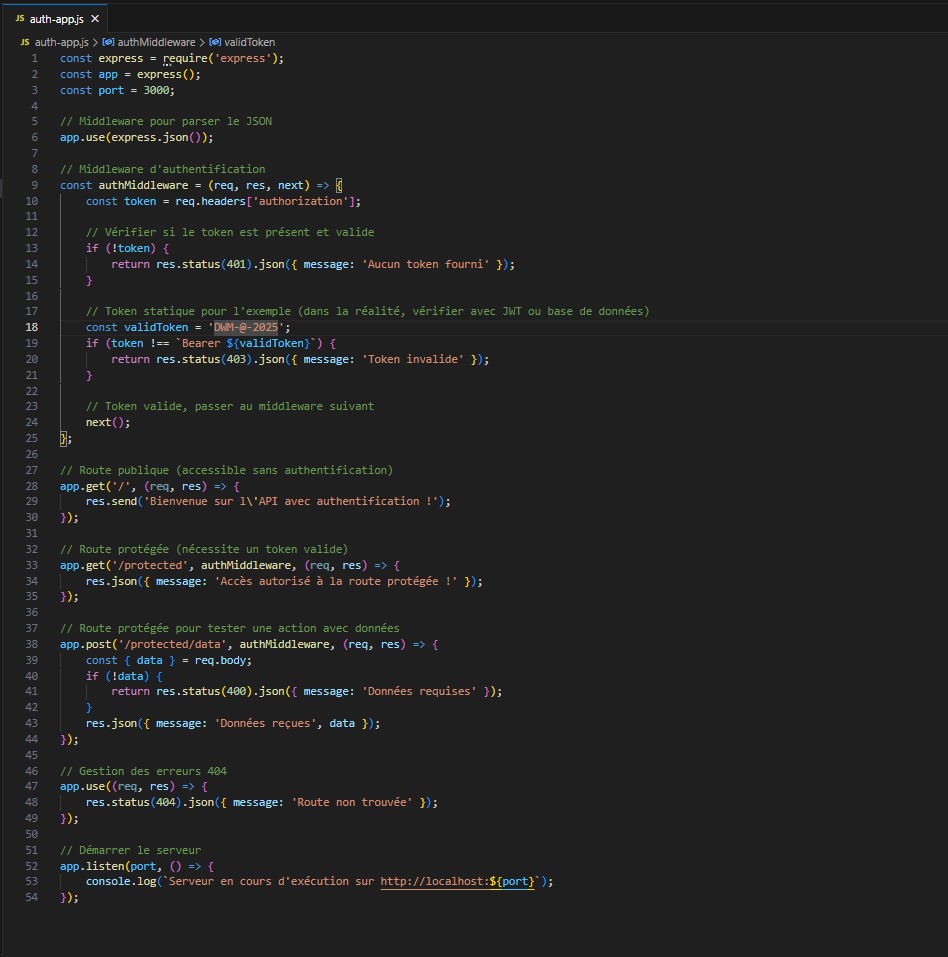 JS auth-app.js ×
JS auth-app.js > authMiddleware > validToken
1 const express = require('express');
2 const app = express();
3 const port = 3000;
4
5 // Middleware pour parser le JSON
6 app.use(express.json());
7
8 // Middleware d'authentification
9 const authMiddleware = (req, res, next) => {
10     const token = req.headers['authorization'];
11
12     // Vérifier si le token est présent et valide
13     if (!token) {
14         return res.status(401).json({ message: 'Aucun token fourni' });
15     }
16
17     // Token statique pour l'exemple (dans la réalité, vérifier avec JWT ou base de données)
18     const validToken = 'DWM-@-2025';
19     if (token !== `Bearer ${validToken}`) {
20         return res.status(403).json({ message: 'Token invalide' });
21     }
22
23     // Token valide, passer au middleware suivant
24     next();
25 };
26
27 // Route publique (accessible sans authentification)
28 app.get('/', (req, res) => {
29     res.send('Bienvenue sur l\'API avec authentification !');
30 });
31
32 // Route protégée (nécessite un token valide)
33 app.get('/protected', authMiddleware, (req, res) => {
34     res.json({ message: 'Accès autorisé à la route protégée !' });
35 });
36
37 // Route protégée pour tester une action avec données
38 app.post('/protected/data', authMiddleware, (req, res) => {
39     const { data } = req.body;
40     if (!data) {
41         return res.status(400).json({ message: 'Données requises' });
42     }
43     res.json({ message: 'Données reçues', data });
44 });
45
46 // Gestion des erreurs 404
47 app.use((req, res) => {
48     res.status(404).json({ message: 'Route non trouvée' });
49 });
50
51 // Démarrer le serveur
52 app.listen(port, () => {
53     console.log(`Serveur en cours d'exécution sur http://localhost:${port}`);
54 });